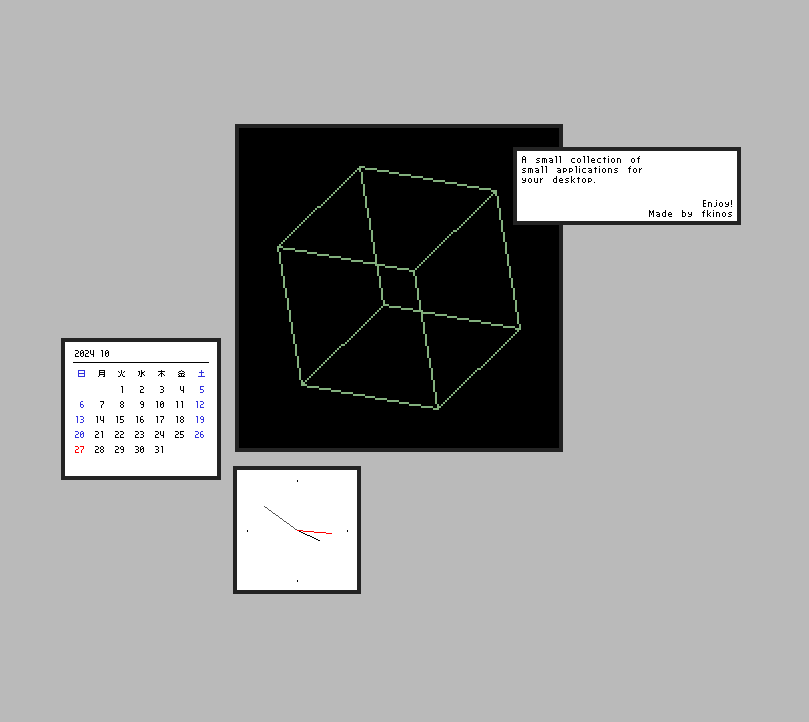 A small collection of
small applications for
your desktop.
Enjoy!
Made by fkinos
2024 10
日 月 火 水 木 金 土
1 2 3 4 5
6 7 8 9 10 11 12
13 14 15 16 17 18 19
20 21 22 23 24 25 26
27 28 29 30 31